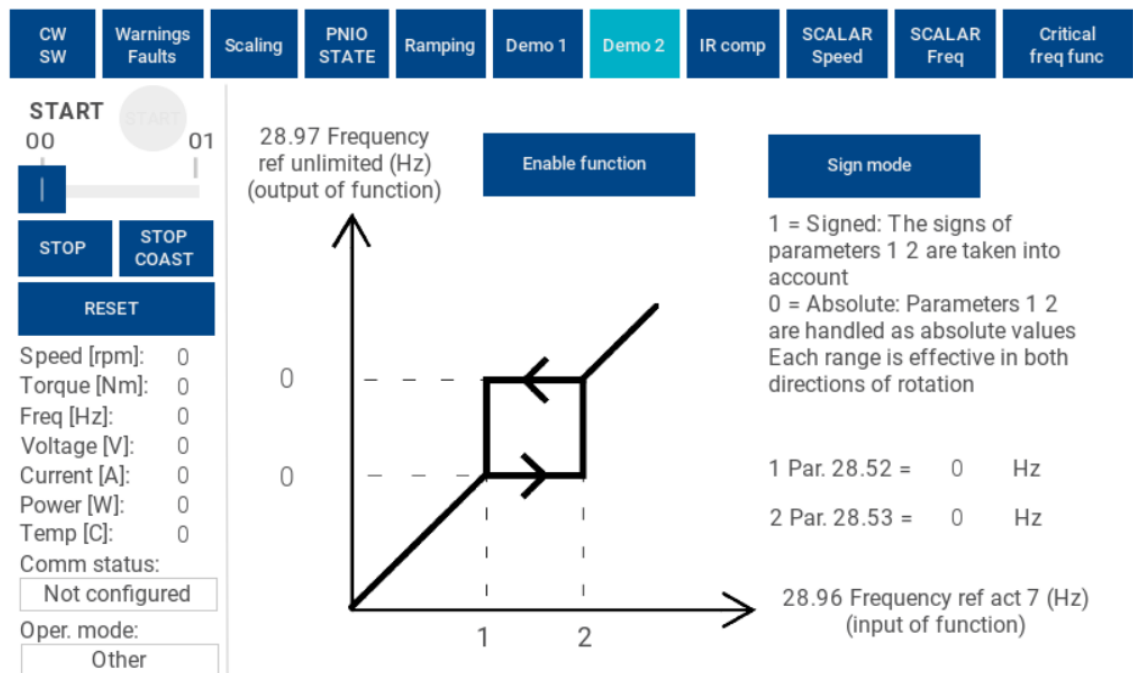 CW
SW
Warnings
Faults
Scaling
PNIO
STATE
Ramping
Demo 1
Demo 2
IR comp
SCALAR
Speed
SCALAR
Freq
Critical
freq func
START
START
00
01
STOP
STOP
COAST
RESET
Speed [rpm]: 0
Torque [Nm]: 0
Freq [Hz]: 0
Voltage [V]: 0
Current [A]: 0
Power [W]: 0
Temp [C]: 0
Comm status:
Not configured
Oper. mode:
Other
28.97 Frequency
ref unlimited (Hz)
(output of function)
Enable function
Sign mode
1 = Signed: The signs of
parameters 1 2 are taken into
account
0 = Absolute: Parameters 1 2
are handled as absolute values
Each range is effective in both
directions of rotation
0
0
1 Par. 28.52 = 0 Hz
2 Par. 28.53 = 0 Hz
28.96 Frequency ref act 7 (Hz)
(input of function)
1
2